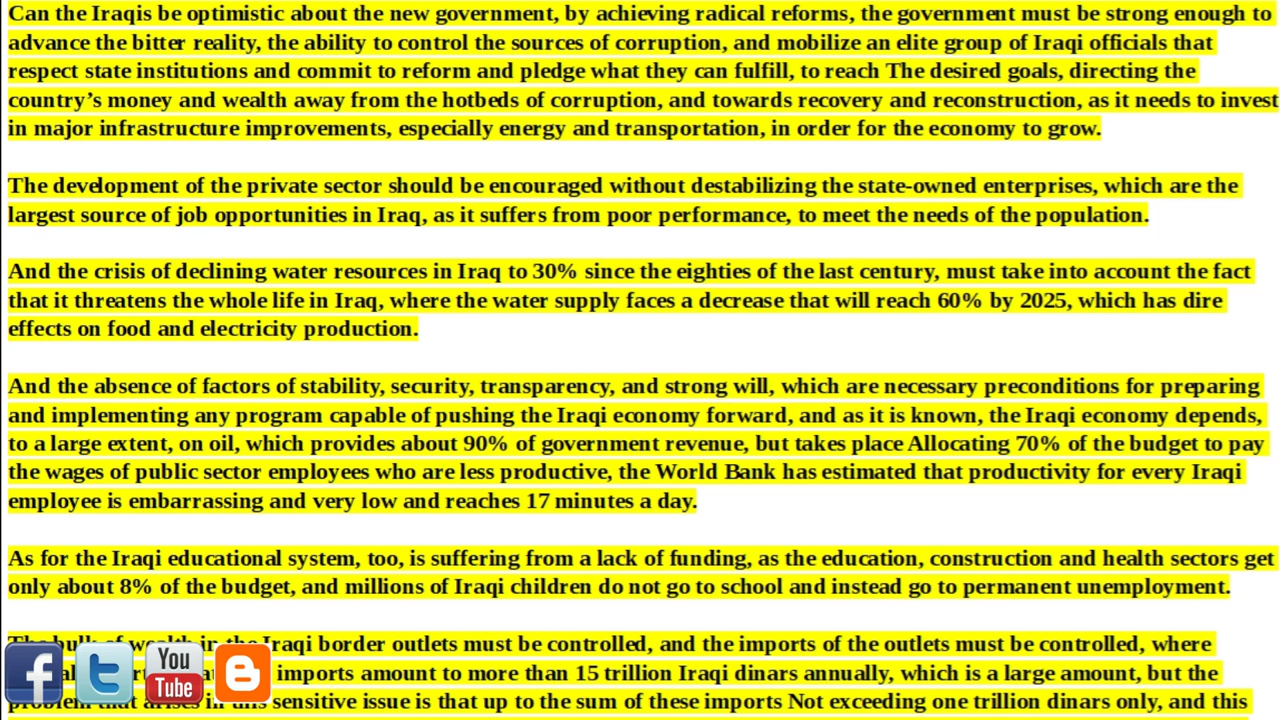 Can the Iraqis be optimistic about the new government, by achieving radical reforms, the government must be strong enough to
advance the bitter reality, the ability to control the sources of corruption, and mobilize an elite group of Iraqi officials that
respect state institutions and commit to reform and pledge what they can fulfill, to reach The desired goals, directing the
country’s money and wealth away from the hotbeds of corruption, and towards recovery and reconstruction, as it needs to invest
in major infrastructure improvements, especially energy and transportation, in order for the economy to grow.
The development of the private sector should be encouraged without destabilizing the state-owned enterprises, which are the
largest source of job opportunities in Iraq, as it suffers from poor performance, to meet the needs of the population.
And the crisis of declining water resources in Iraq to 30% since the eighties of the last century, must take into account the fact
that it threatens the whole life in Iraq, where the water supply faces a decrease that will reach 60% by 2025, which has dire
effects on food and electricity production.
And the absence of factors of stability, security, transparency, and strong will, which are necessary preconditions for preparing
and implementing any program capable of pushing the Iraqi economy forward, and as it is known, the Iraqi economy depends,
to a large extent, on oil, which provides about 90% of government revenue, but takes place Allocating 70% of the budget to pay
the wages of public sector employees who are less productive, the World Bank has estimated that productivity for every Iraqi
employee is embarrassing and very low and reaches 17 minutes a day.
As for the Iraqi educational system, too, is suffering from a lack of funding, as the education, construction and health sectors get
only about 8% of the budget, and millions of Iraqi children do not go to school and instead go to permanent unemployment.
The bulk of wealth in the Iraqi border outlets must be controlled, and the imports of the outlets must be controlled, where
imports amount to more than 15 trillion Iraqi dinars annually, which is a large amount, but the
problem that arises in this sensitive issue is that up to the sum of these imports Not exceeding one trillion dinars only, and this
You
Tube